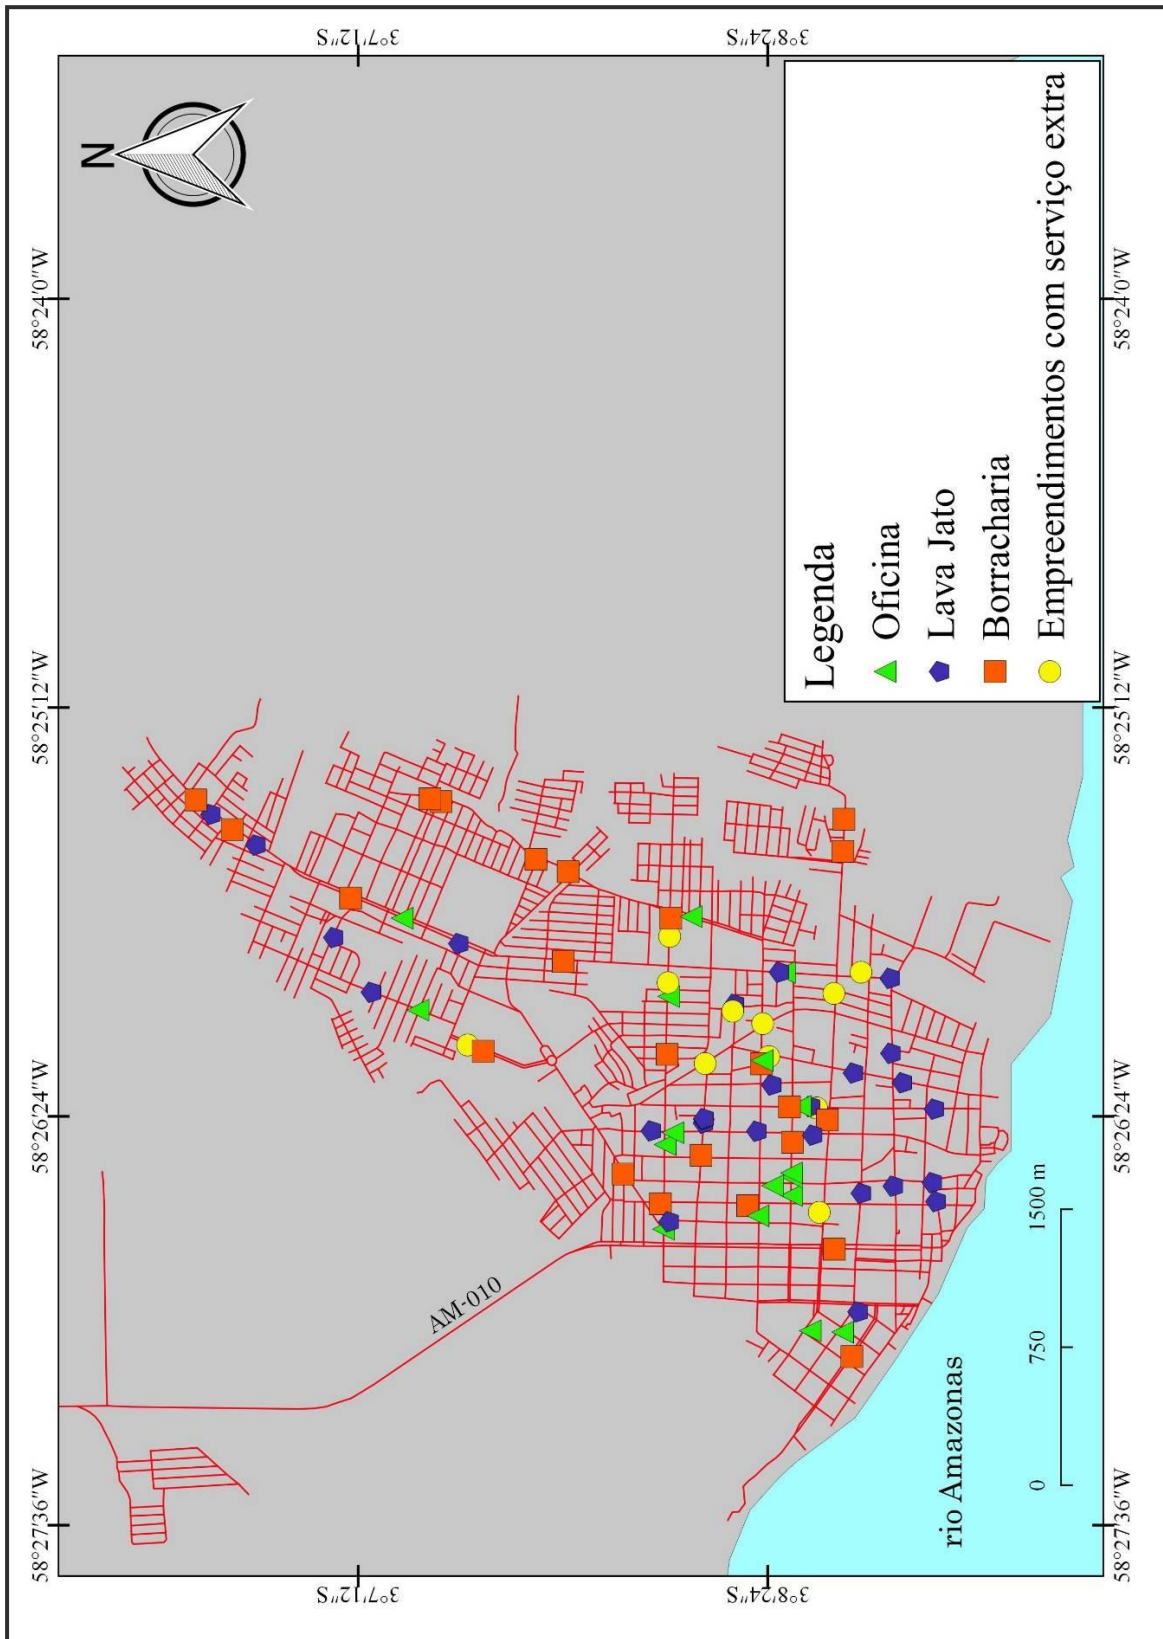 58°27'36"W
58°26'24"W
58°25'12"W
58°24'0"W
N
3°7'12"S
3°7'12"S
AM-010
3°8'24"S
3°8'24"S
Legenda
Oficina
Lava Jato
Borracharia
Empreendimentos com serviço extra
rio Amazonas
0
750
1500 m
58°27'36"W
58°26'24"W
58°25'12"W
58°24'0"W